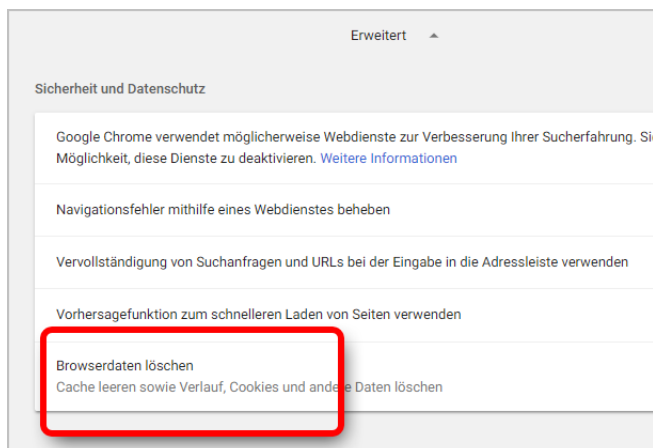 Erweitert
Sicherheit und Datenschutz
Google Chrome verwendet möglicherweise Webdienste zur Verbesserung Ihrer Sucherfahrung.
Möglichkeit, diese Dienste zu deaktivieren. Weitere Informationen
Navigationsfehler mithilfe eines Webdienstes beheben
Vervollständigung von Suchanfragen und URLs bei der Eingabe in die Adressleiste verwenden
Vorhersagefunktion zum schnelleren Laden von Seiten verwenden
Browserdaten löschen
Cache leeren sowie Verlauf, Cookies und andere Daten löschen